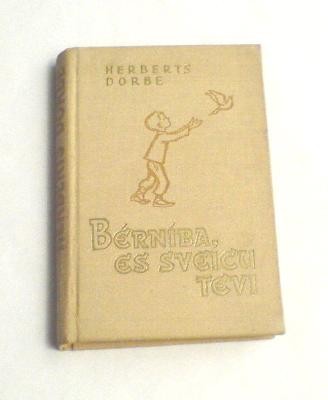 HERBERTS
DORBE
BĒRNĪBA,
ES SVEICU
TEVI